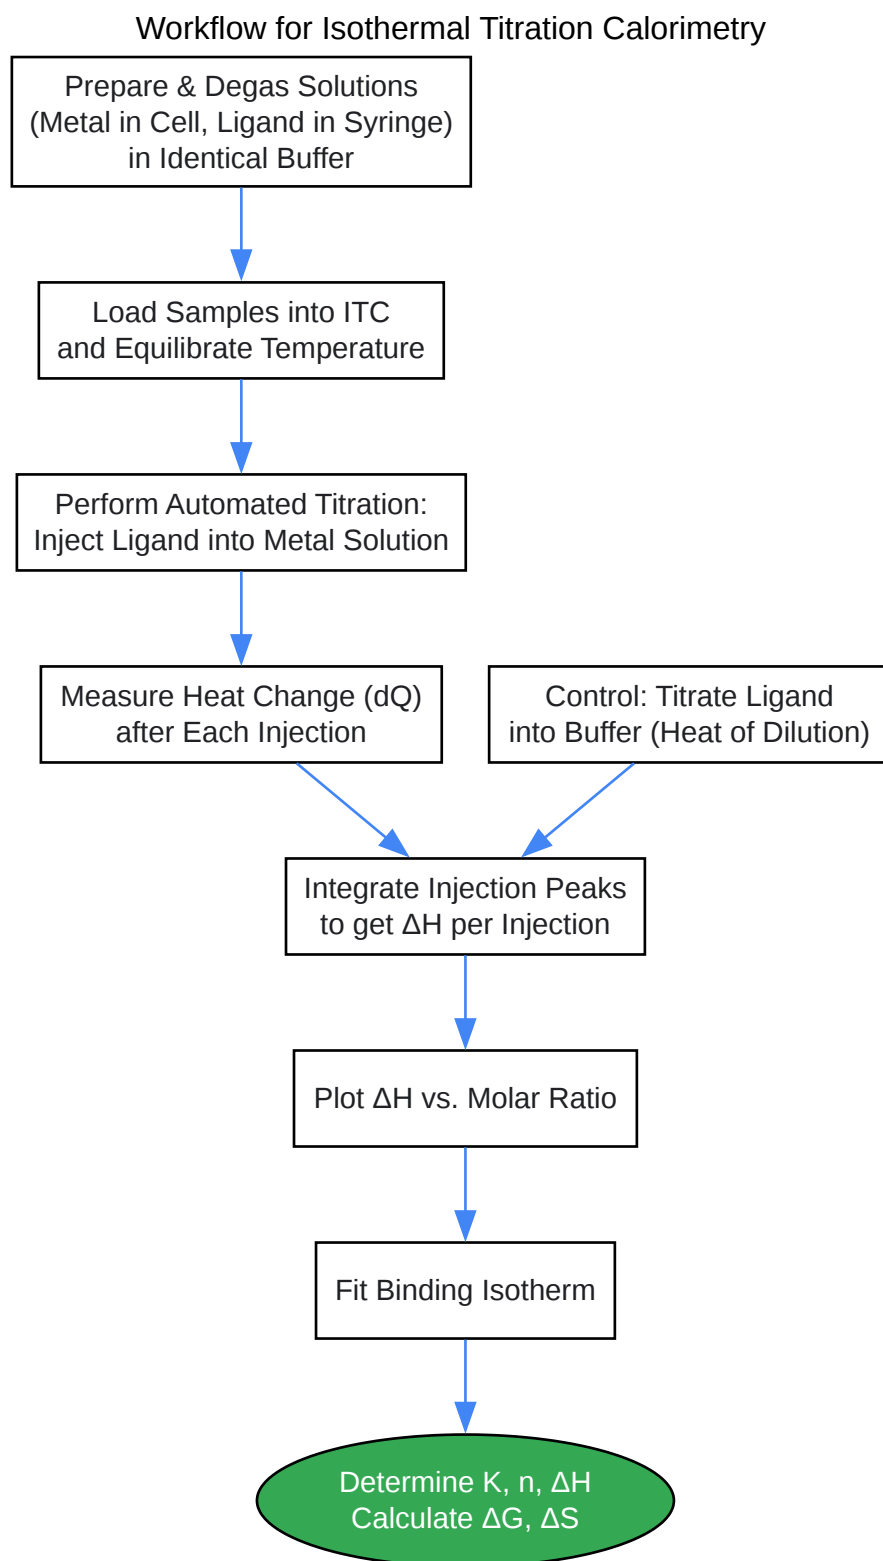 Workflow for Isothermal Titration Calorimetry
Prepare & Degas Solutions
(Metal in Cell, Ligand in Syringe)
in Identical Buffer
Load Samples into ITC
and Equilibrate Temperature
Perform Automated Titration:
Inject Ligand into Metal Solution
Measure Heat Change (dQ)
after Each Injection
Control: Titrate Ligand
into Buffer (Heat of Dilution)
Integrate Injection Peaks
to get ΔH per Injection
Plot ΔH vs. Molar Ratio
Fit Binding Isotherm
Determine K, n, ΔH
Calculate ΔG, ΔS